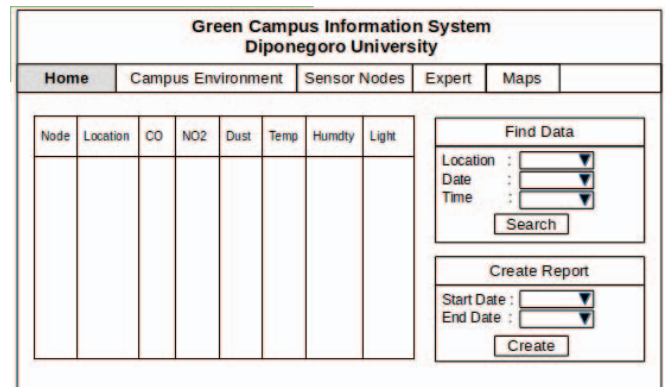 Green Campus Information System
Diponegoro University
Home Campus Environment Sensor Nodes Expert Maps
Node Location CO NO2 Dust Temp Humdty Light
Find Data
Location :
Date :
Time :
Search
Create Report
Start Date :
End Date :
Create